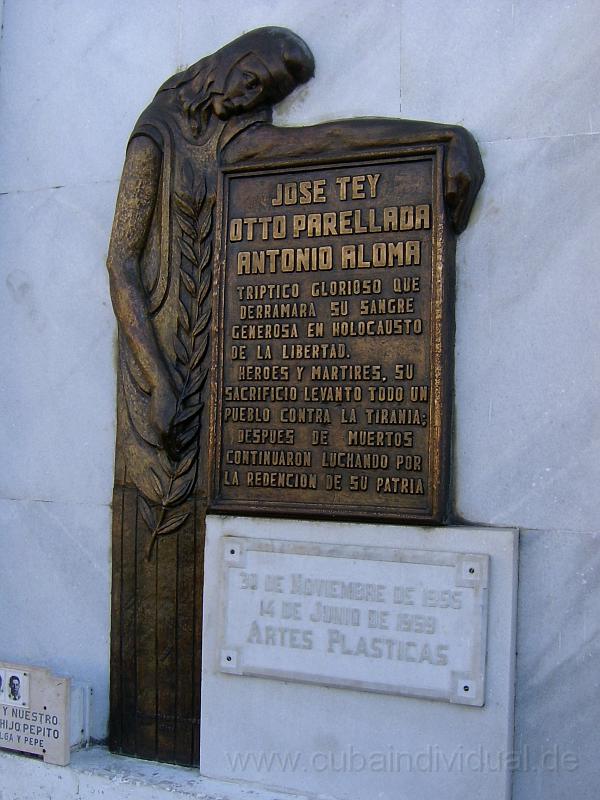 JOSE TEY
OTTO PARELLADA
ANTONIO ALOMA
TRIPTICO GLORIOSO QUE
DERRAMARA SU SANGRE
GENEROSA EN HOLOCAUSTO
DE LA LIBERTAD.
HEROES Y MARTIRES, SU
SACRIFICIO LEVANTO TODO UN
PUEBLO CONTRA LA TIRANIA;
DESPUES DE MUERTOS
CONTINUARON LUCHANDO POR
LA REDENCION DE SU PATRIA
30 DE NOVIEMBRE DE 1956
14 DE JUNIO DE 1959
ARTES PLASTICAS
Y NUESTRO
HIJO PEPITO
LGA Y PEPE
www.cubaindividual.de